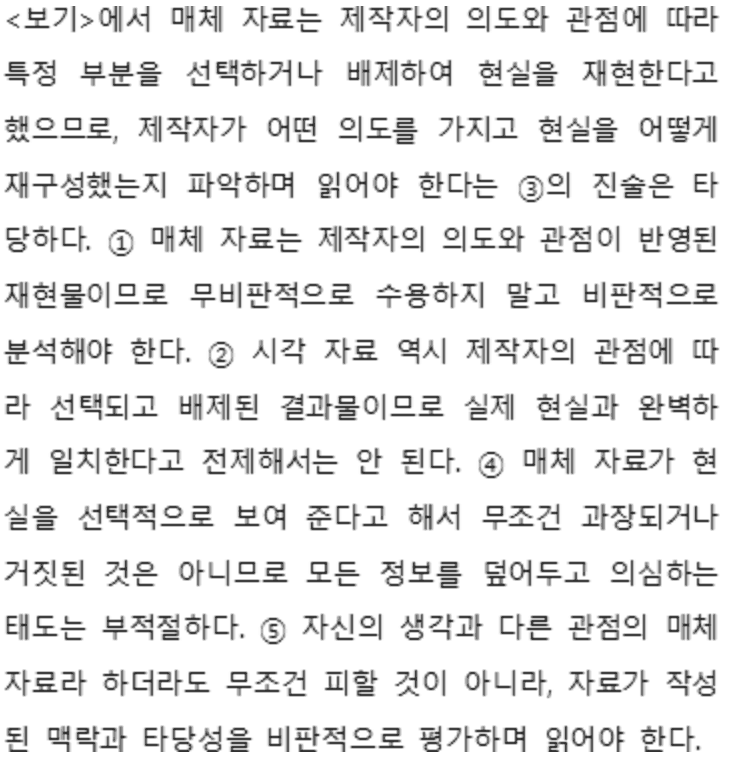 <보기>에서 매체 자료는 제작자의 의도와 관점에 따라
특정 부분을 선택하거나 배제하여 현실을 재현한다고
했으므로, 제작자가 어떤 의도를 가지고 현실을 어떻게
재구성했는지 파악하며 읽어야 한다는 ③의 진술은 타
당하다. ① 매체 자료는 제작자의 의도와 관점이 반영된
재현물이므로 무비판적으로 수용하지 말고 비판적으로
분석해야 한다. ② 시각 자료 역시 제작자의 관점에 따
라 선택되고 배제된 결과물이므로 실제 현실과 완벽하
게 일치한다고 전제해서는 안 된다. ④ 매체 자료가 현
실을 선택적으로 보여 준다고 해서 무조건 과장되거나
거짓된 것은 아니므로 모든 정보를 덮어두고 의심하는
태도는 부적절하다. ⑤ 자신의 생각과 다른 관점의 매체
자료라 하더라도 무조건 피할 것이 아니라, 자료가 작성
된 맥락과 타당성을 비판적으로 평가하며 읽어야 한다.